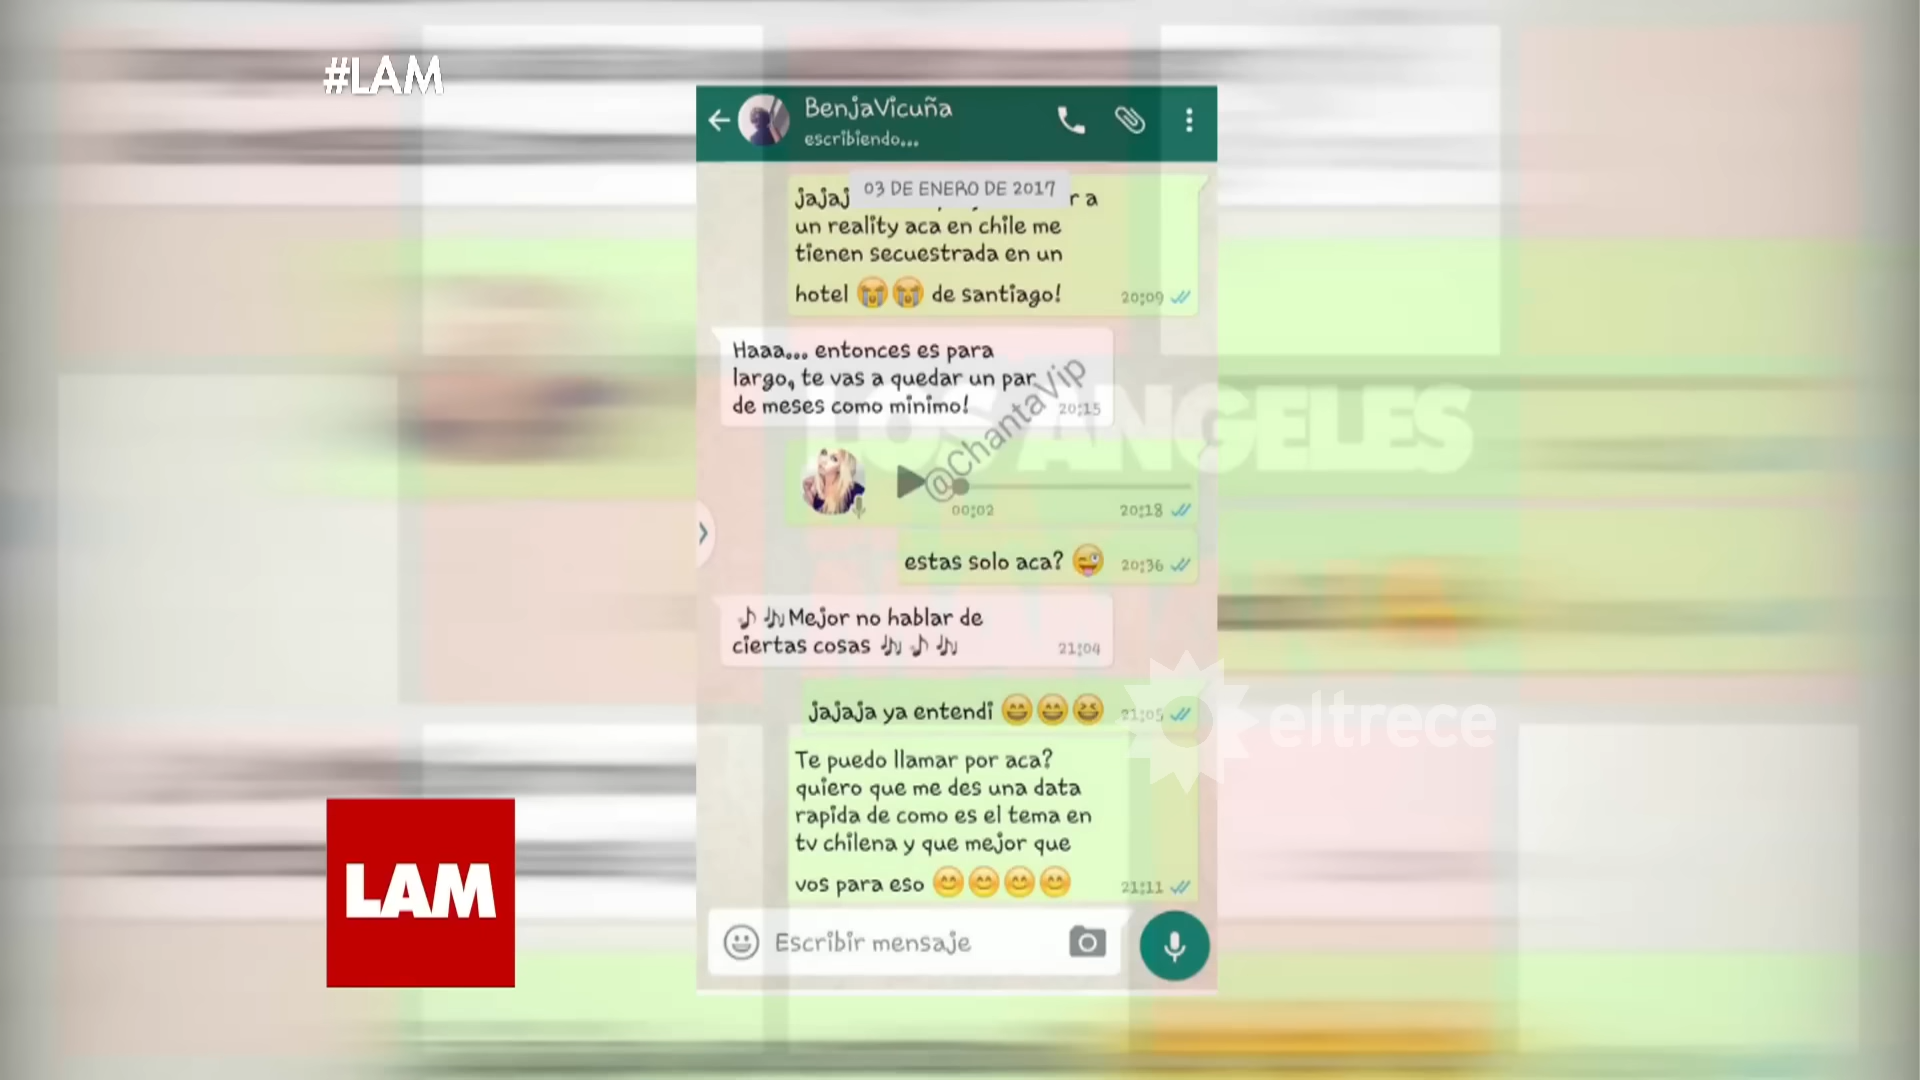 #LAM
BenjaVicuña
escribiendo...
03 DE ENERO DE 2017
jajaj r a
un reality aca en chile me
tienen secuestrada en un
hotel 😭😭 de santiago!
20:09
Haaa... entonces es para
largo, te vas a quedar un par
de meses como minimo!
20:15
@ChantaVip
LOS ANGELES
00:02
20:18
estas solo aca? 😜 20:36
🎵 🎶Mejor no hablar de
ciertas cosas 🎶 🎵 🎶
21:04
jajaja ya entendi 😄😄😆 21:05
eltrece
Te puedo llamar por aca?
quiero que me des una data
rapida de como es el tema en
tv chilena y que mejor que
vos para eso 😊😊😊😊 21:11
Escribir mensaje
LAM